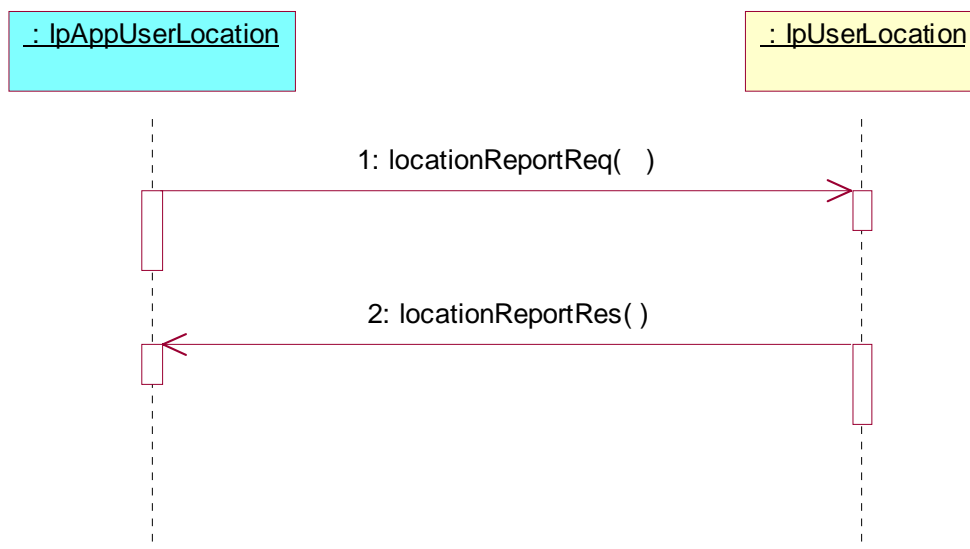 : IpAppUserLocation
: IpUserLocation
1: locationReportReq( )
2: locationReportRes( )